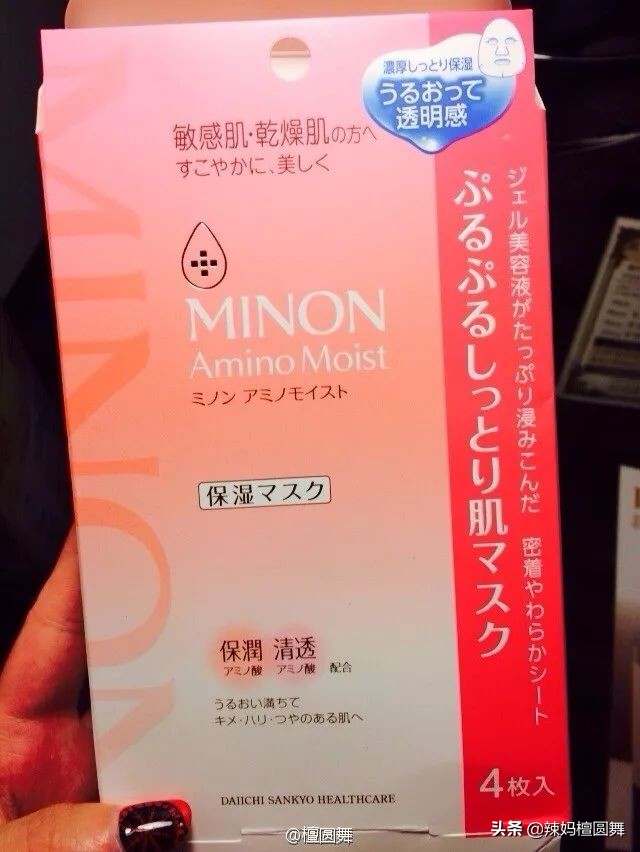 濃厚しっとり保湿
うるおって
透明感
敏感肌・乾燥肌の方へ
すこやかに、美しく
MINON
MINON
Amino Moist
ミノン アミノモイスト
保湿マスク
保潤 清透
アミノ酸 アミノ酸 配合
うるおい満ちて
キメ・ハリ・つやのある肌へ
DAIICHI SANKYO HEALTHCARE
ジェル美容液がたっぷり浸みこんだ 密着やわらかシート
ぷるぷるしっとり肌マスク
4枚入
@檀圆舞
头条 @辣妈檀圆舞